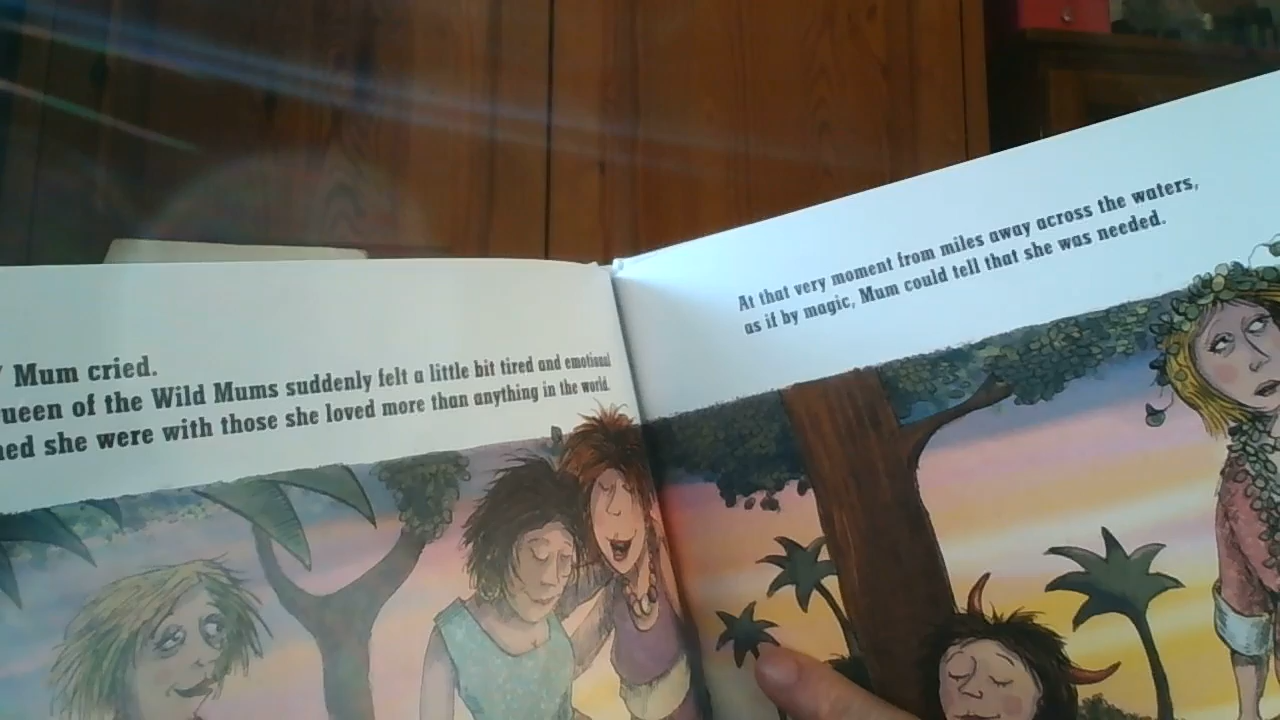 Mum cried.
ueen of the Wild Mums suddenly felt a little bit tired and emotional
ed she were with those she loved more than anything in the world.
At that very moment from miles away across the waters,
as if by magic, Mum could tell that she was needed.